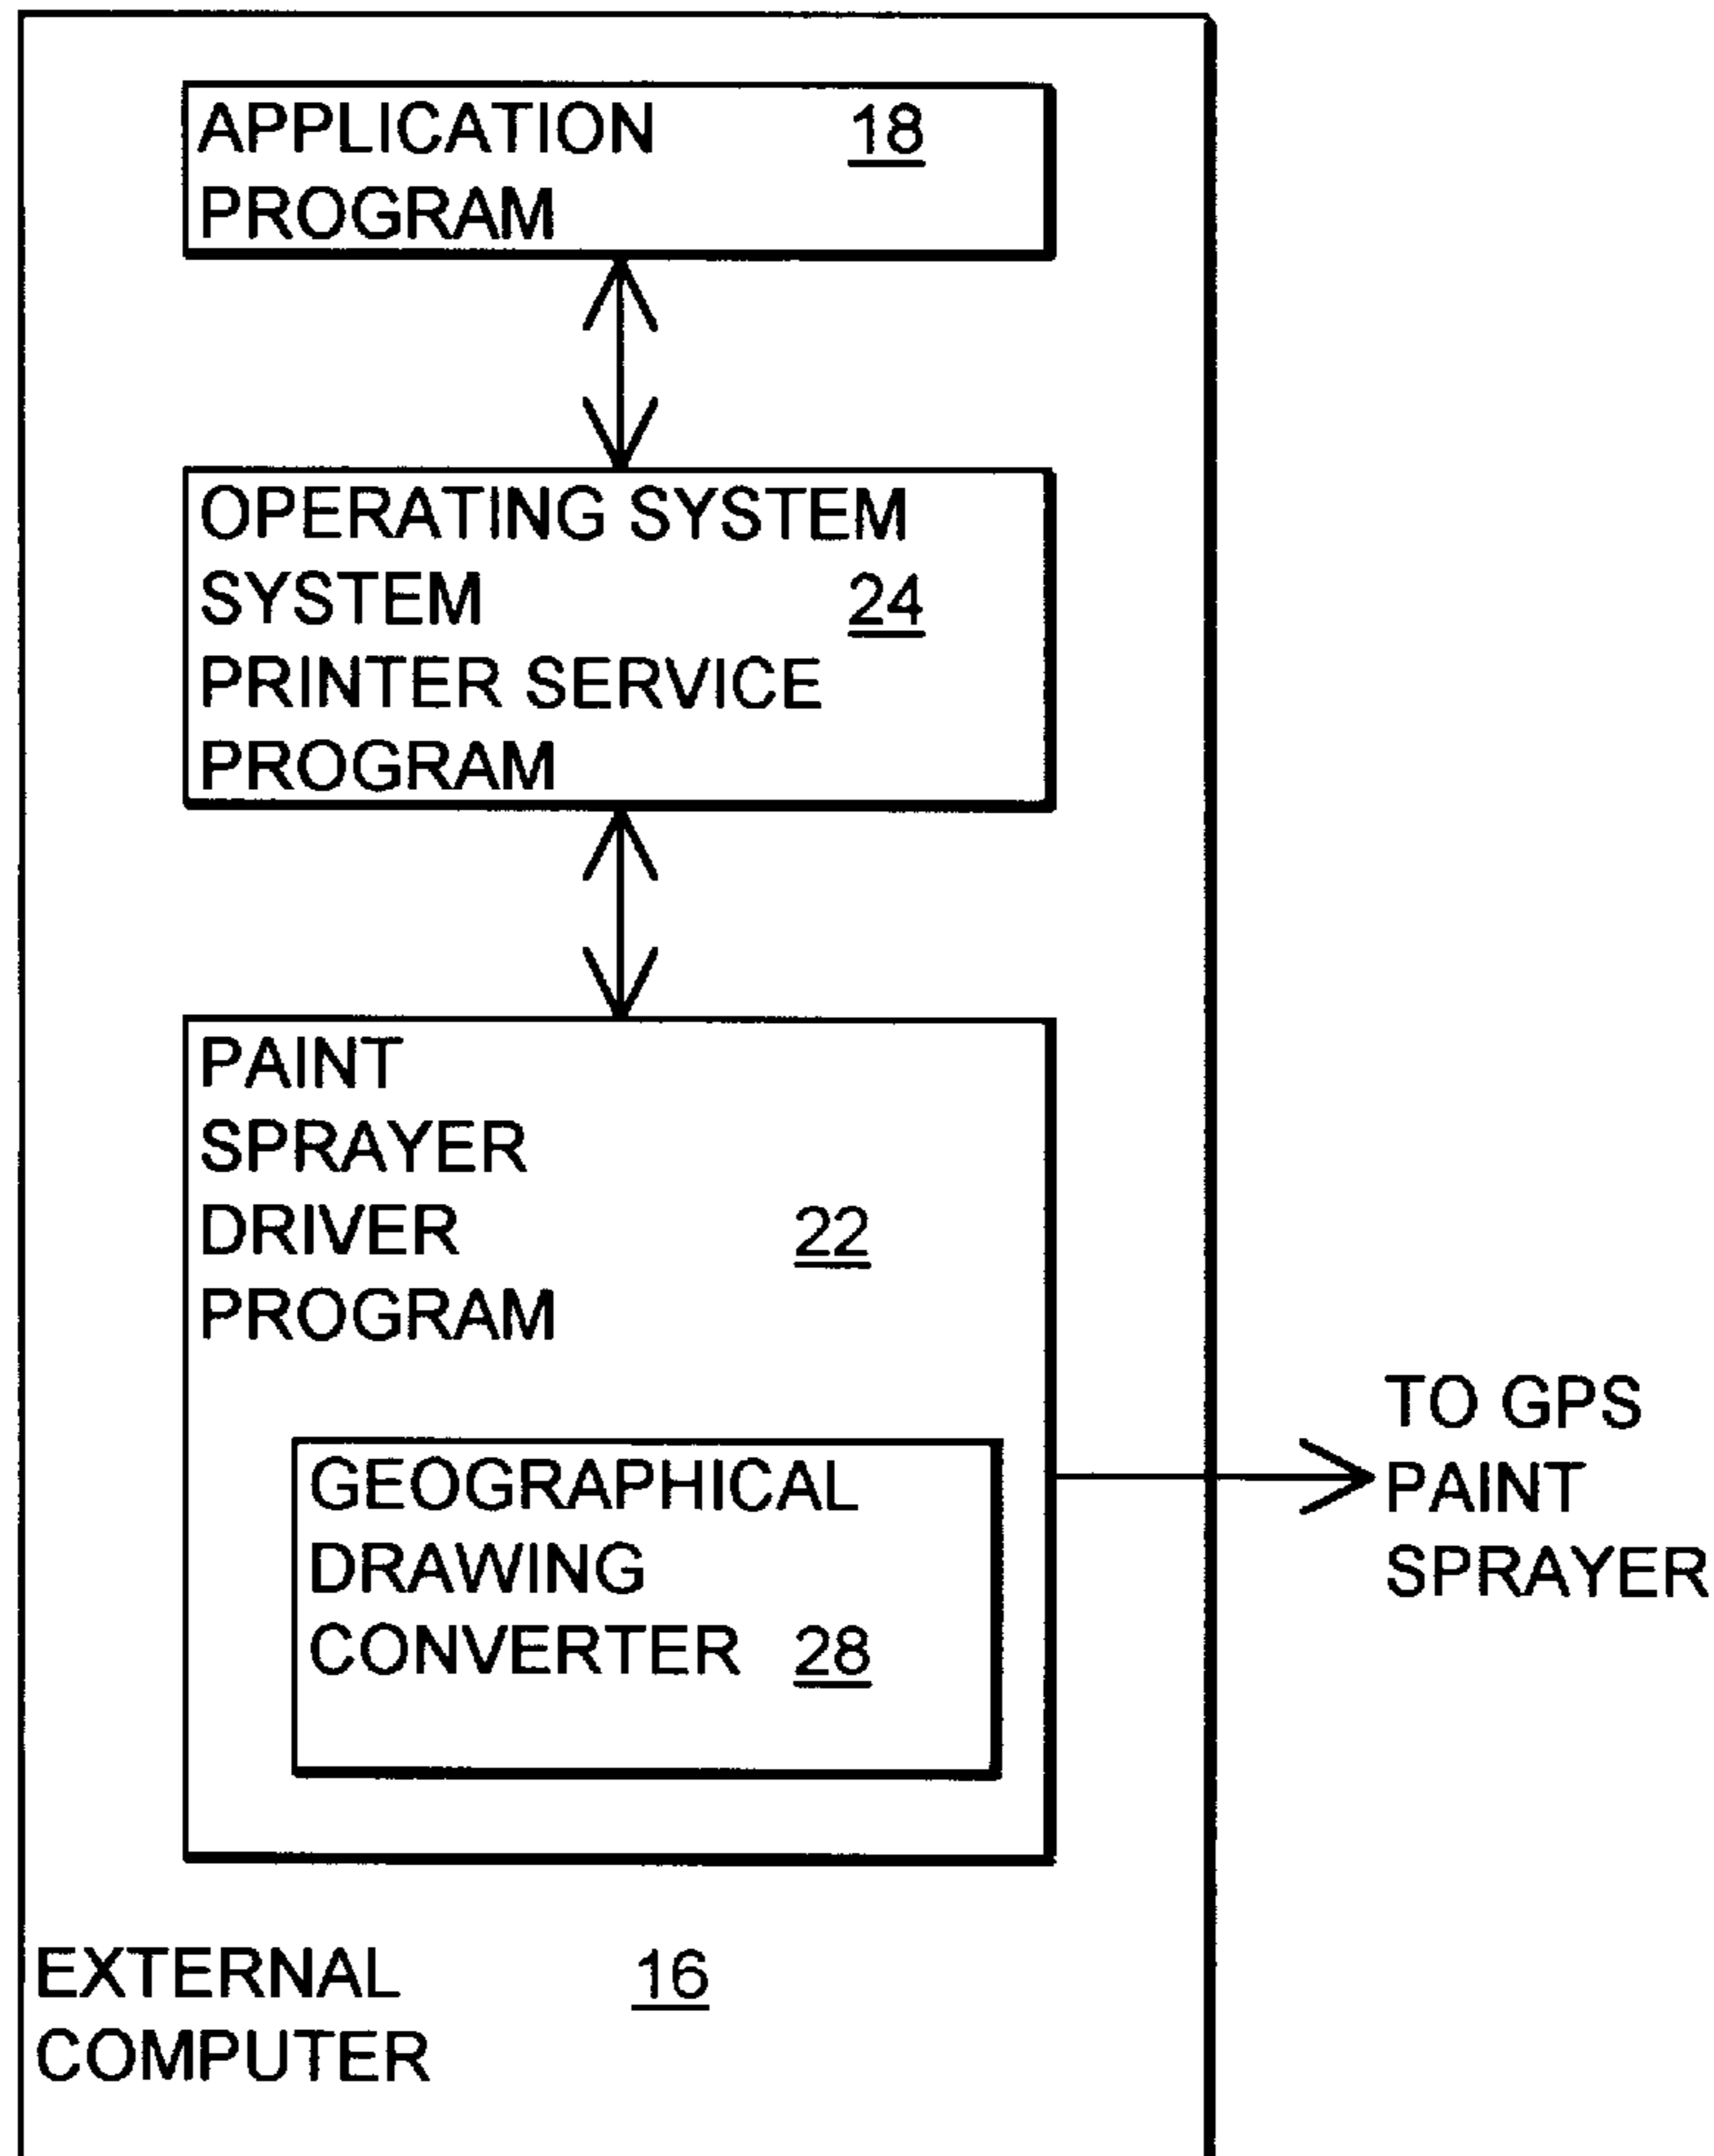 APPLICATION 18
PROGRAM
OPERATING SYSTEM
SYSTEM 24
PRINTER SERVICE
PROGRAM
PAINT
SPRAYER
DRIVER 22
PROGRAM
TO GPS
PAINT
SPRAYER
GEOGRAPHICAL
DRAWING
CONVERTER 28
EXTERNAL 16
COMPUTER